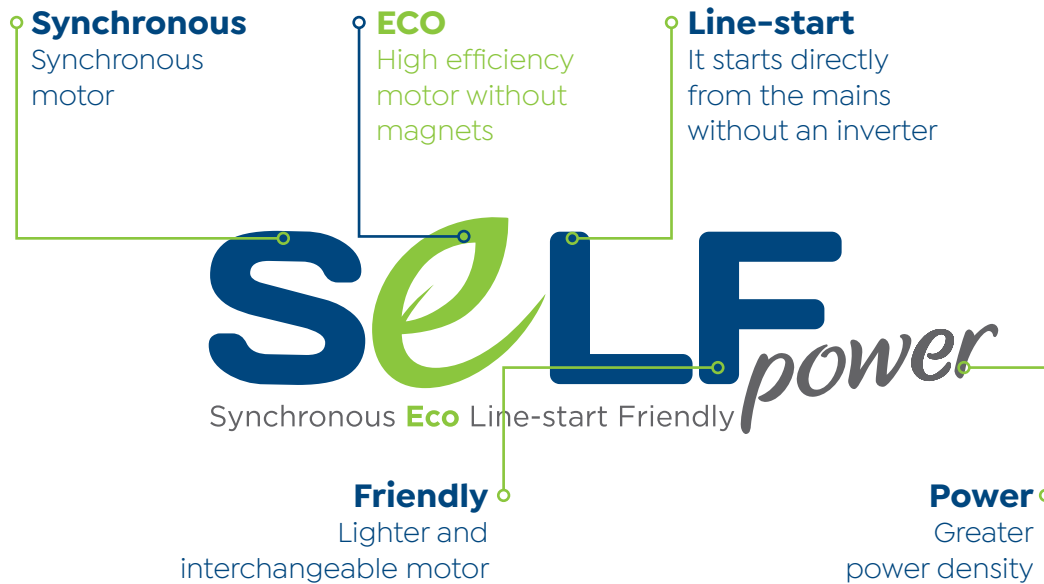 Synchronous
Synchronous
motor
ECO
High efficiency
motor without
magnets
Line-start
It starts directly
from the mains
without an inverter
SeLF
power
Synchronous Eco Line-start Friendly
Friendly
Lighter and
interchangeable motor
Power
Greater
power density